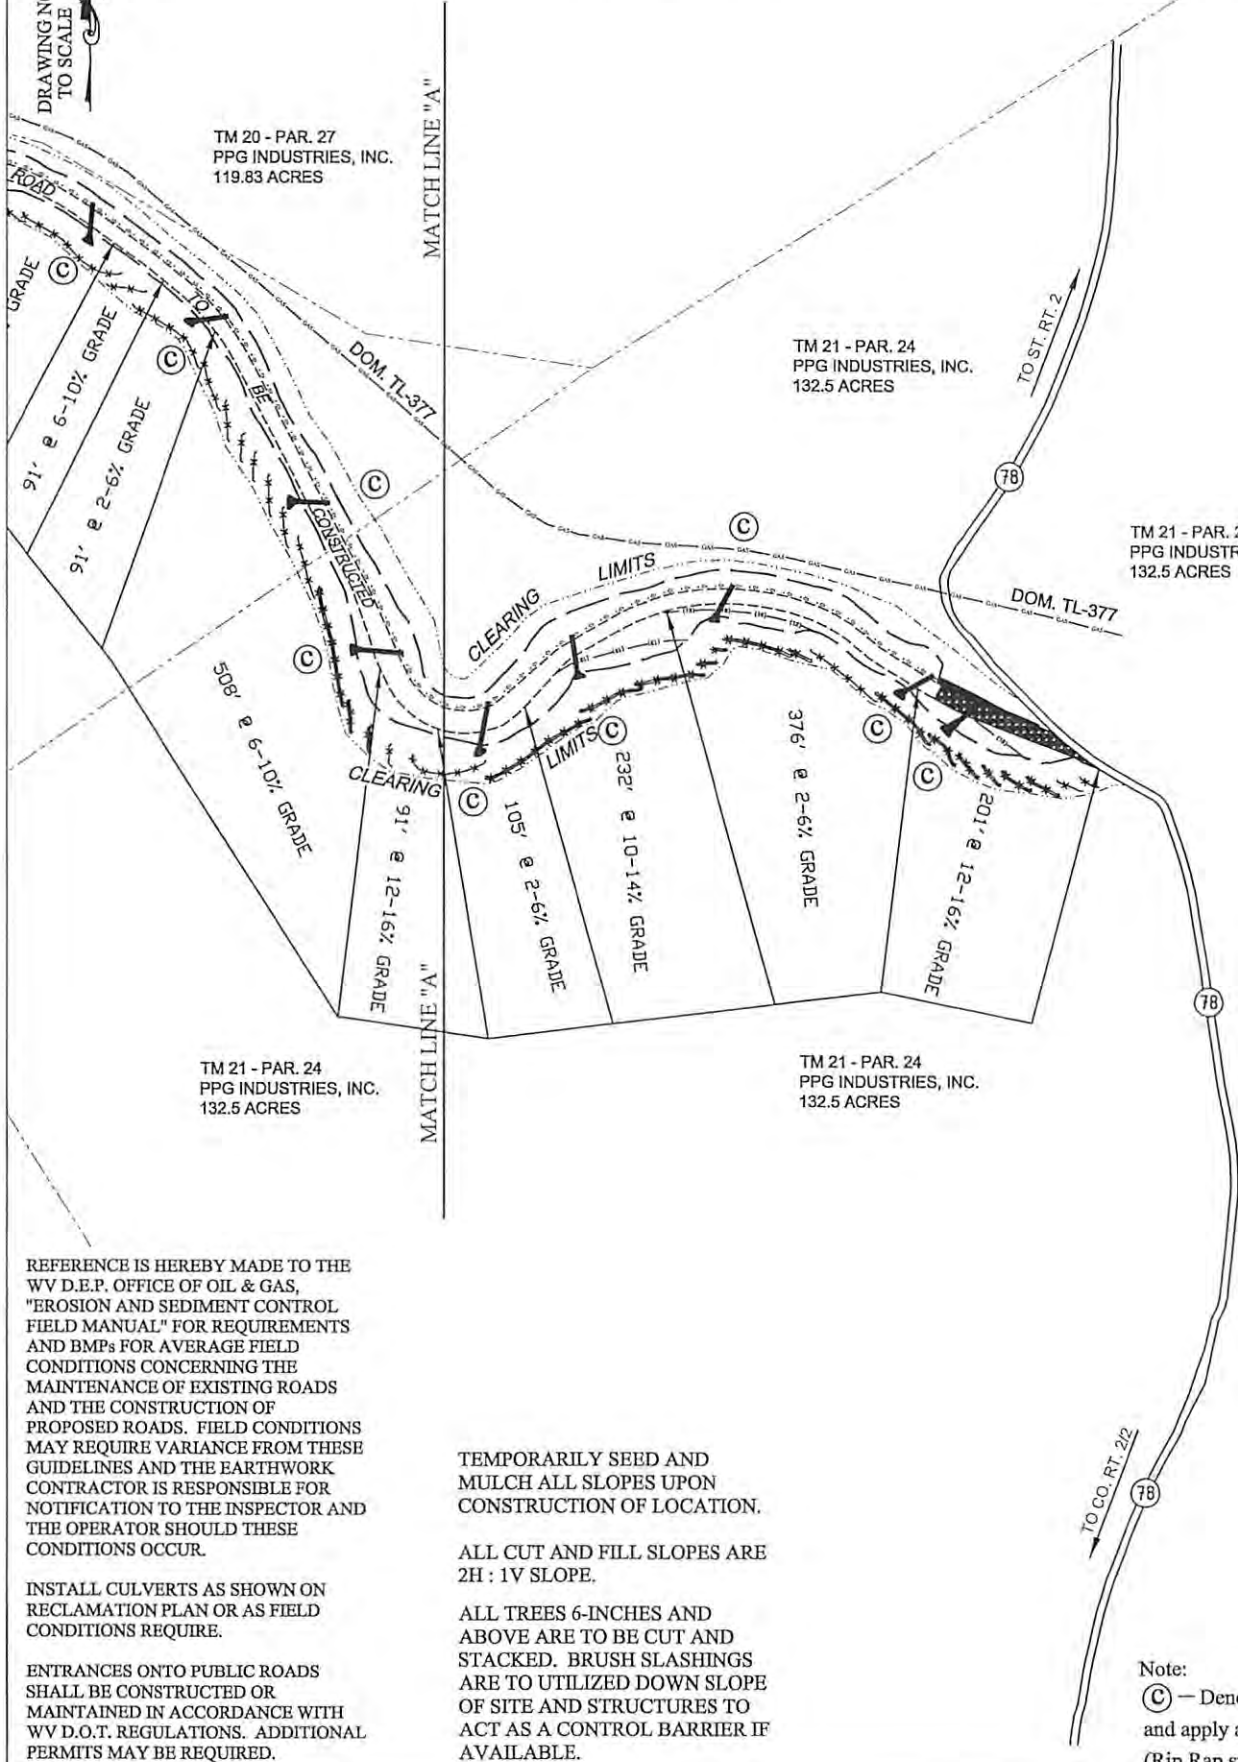 DRAWING
TO SCALE
TM 20 - PAR. 27
PPG INDUSTRIES, INC.
119.83 ACRES
MATCH LINE "A"
ROAD
TO
BE
CONSTRUCTED
GRADE
91' @ 6-10% GRADE
91' @ 2-6% GRADE
508' @ 6-10% GRADE
91' @ 12-16% GRADE
105' @ 2-6% GRADE
232' @ 10-14% GRADE
376' @ 2-6% GRADE
201' @ 12-16% GRADE
C
C
C
C
C
C
C
C
C
DOM. TL-377
DOM. TL-377
CLEARING
LIMITS
CLEARING
LIMITS
TM 21 - PAR. 24
PPG INDUSTRIES, INC.
132.5 ACRES
TO ST. RT. 2
78
TM 21 - PAR.
PPG
132.5 ACRES
78
MATCH LINE "A"
TM 21 - PAR. 24
PPG INDUSTRIES, INC.
132.5 ACRES
TM 21 - PAR. 24
PPG INDUSTRIES, INC.
132.5 ACRES
TO CO. RT. 2/2
78
REFERENCE IS HEREBY MADE TO THE
WV D.E.P. OFFICE OF OIL & GAS,
"EROSION AND SEDIMENT CONTROL
FIELD MANUAL" FOR REQUIREMENTS
AND BMPs FOR AVERAGE FIELD
CONDITIONS CONCERNING THE
MAINTENANCE OF EXISTING ROADS
AND THE CONSTRUCTION OF
PROPOSED ROADS. FIELD CONDITIONS
MAY REQUIRE VARIANCE FROM THESE
GUIDELINES AND THE EARTHWORK
CONTRACTOR IS RESPONSIBLE FOR
NOTIFICATION TO THE INSPECTOR AND
THE OPERATOR SHOULD THESE
CONDITIONS OCCUR.
INSTALL CULVERTS AS SHOWN ON
RECLAMATION PLAN OR AS FIELD
CONDITIONS REQUIRE.
ENTRANCES ONTO PUBLIC ROADS
SHALL BE CONSTRUCTED OR
MAINTAINED IN ACCORDANCE WITH
WV D.O.T. REGULATIONS. ADDITIONAL
PERMITS MAY BE REQUIRED.
TEMPORARILY SEED AND
MULCH ALL SLOPES UPON
CONSTRUCTION OF LOCATION.
ALL CUT AND FILL SLOPES ARE
2H : 1V SLOPE.
ALL TREES 6-INCHES AND
ABOVE ARE TO BE CUT AND
STACKED. BRUSH SLASHINGS
ARE TO UTILIZED DOWN SLOPE
OF SITE AND STRUCTURES TO
ACT AS A CONTROL BARRIER IF
AVAILABLE.
Note:
C —
and apply
(Rip Rap